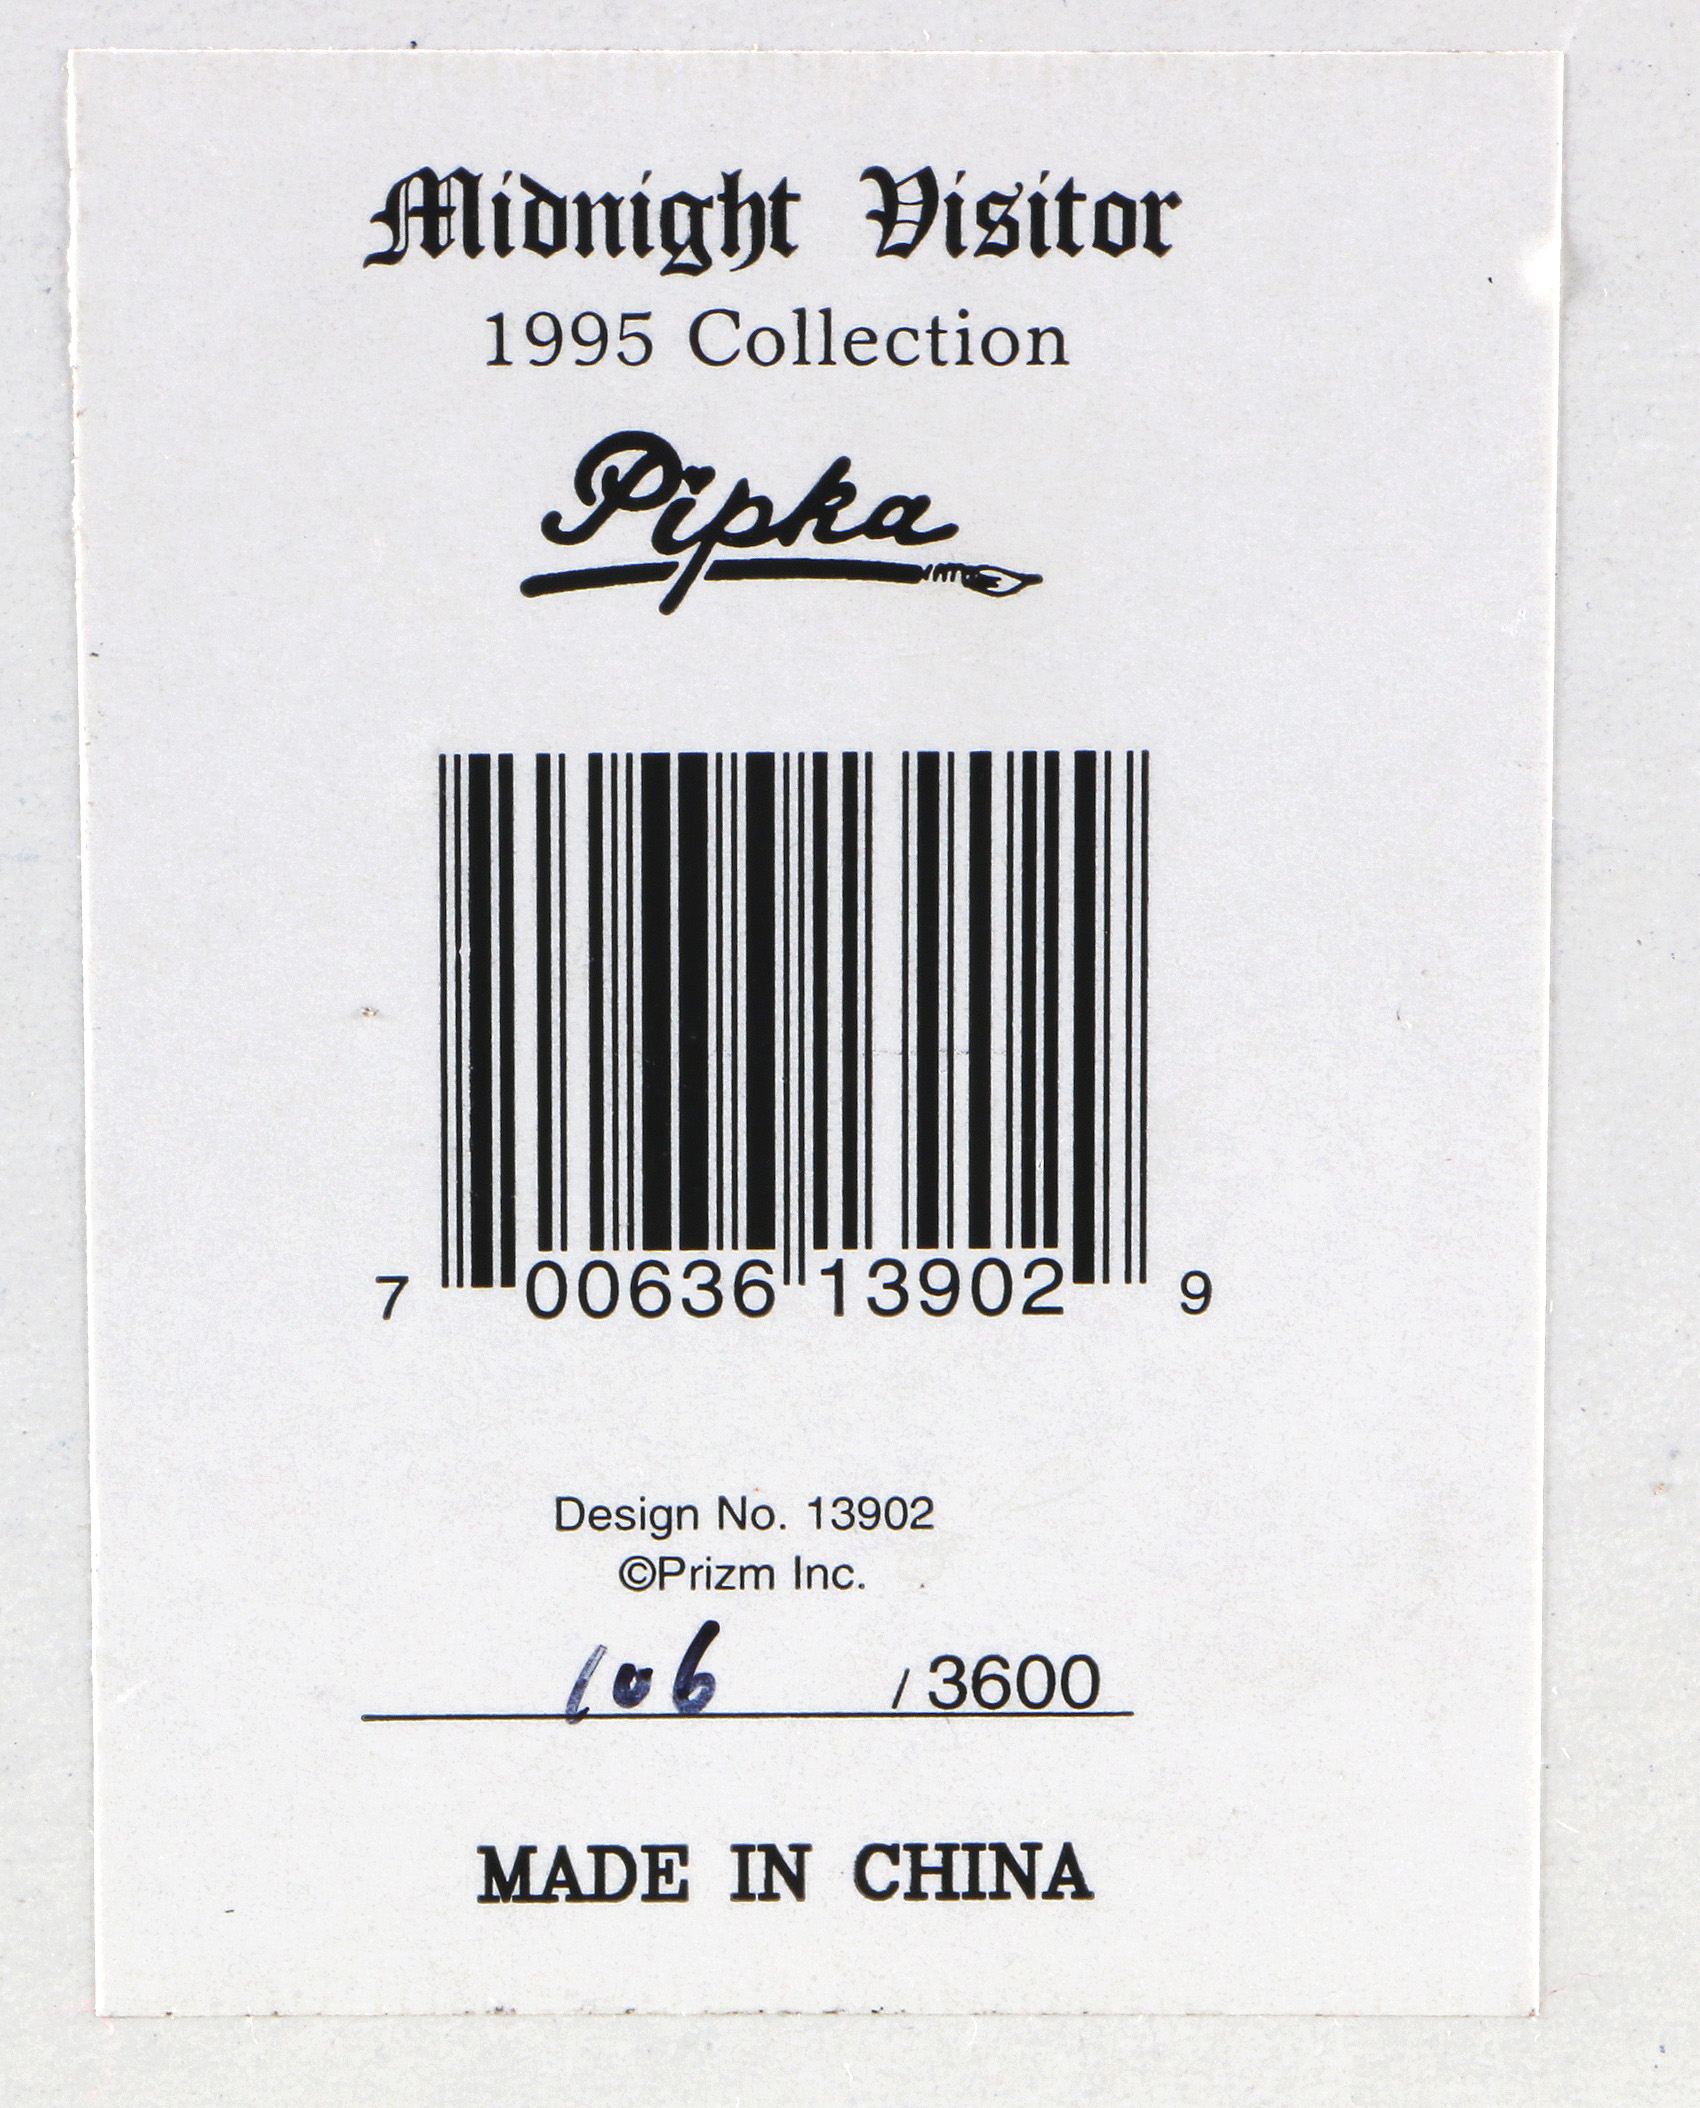 Midnight Visitor
1995 Collection
Pipka
7 00636 13902 9
Design No. 13902
©Prizm Inc.
106 / 3600
MADE IN CHINA